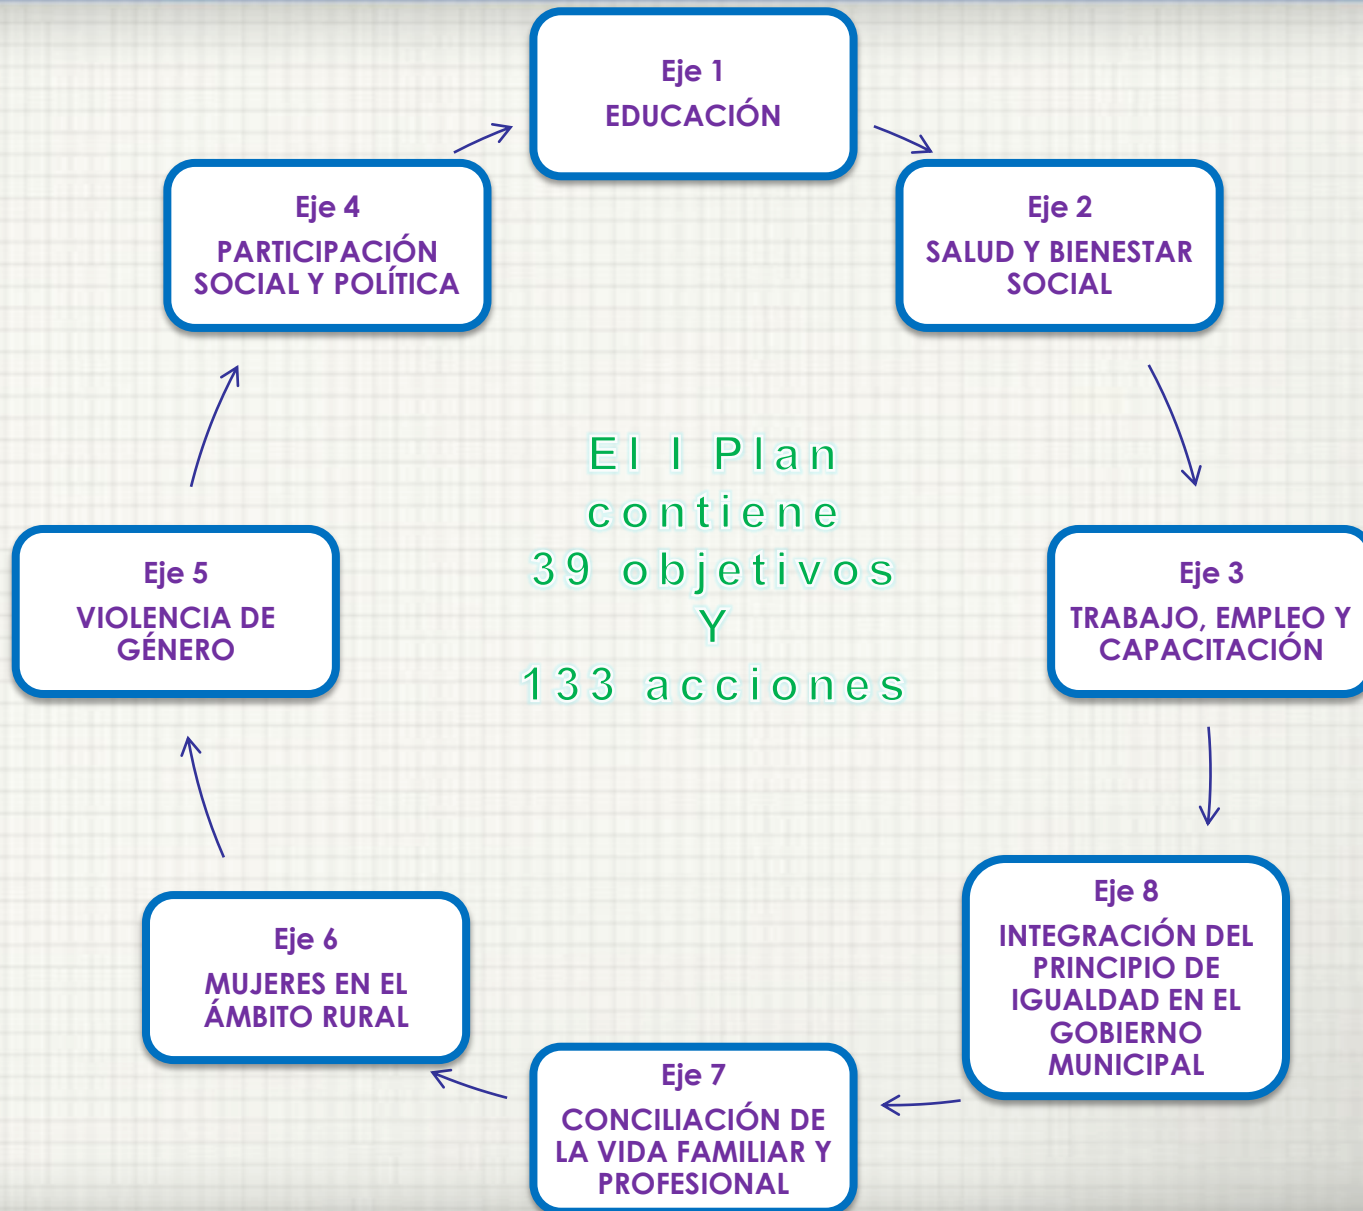 Eje 1
EDUCACIÓN
Eje 2
SALUD Y BIENESTAR
SOCIAL
Eje 3
TRABAJO, EMPLEO Y
CAPACITACIÓN
Eje 8
INTEGRACIÓN DEL
PRINCIPIO DE
IGUALDAD EN EL
GOBIERNO
MUNICIPAL
Eje 7
CONCILIACIÓN DE
LA VIDA FAMILIAR Y
PROFESIONAL
Eje 6
MUJERES EN EL
ÁMBITO RURAL
Eje 5
VIOLENCIA DE
GÉNERO
Eje 4
PARTICIPACIÓN
SOCIAL Y POLÍTICA
El I Plan
contiene
39 objetivos
Y
133 acciones